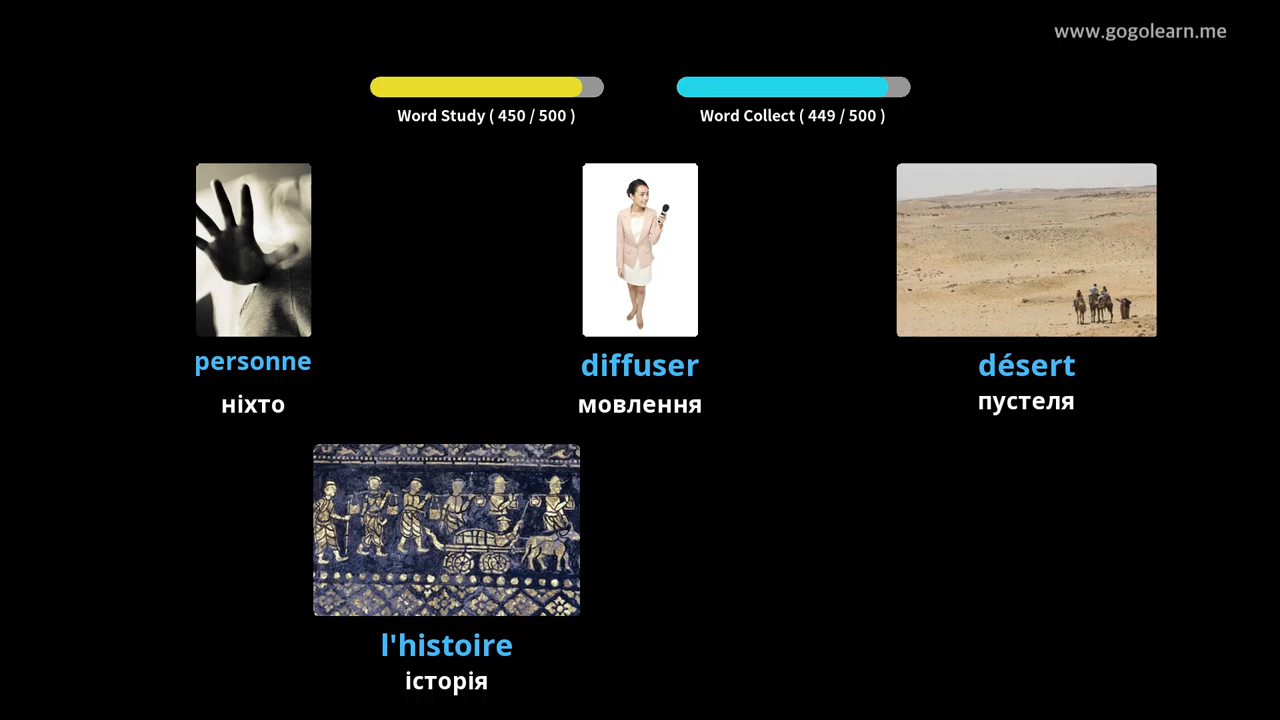 www.gogolearn.me
Word Study ( 450 / 500 )
Word Collect ( 449 / 500 )
personne
ніхто
diffuser
мовлення
désert
пустеля
l'histoire
історія